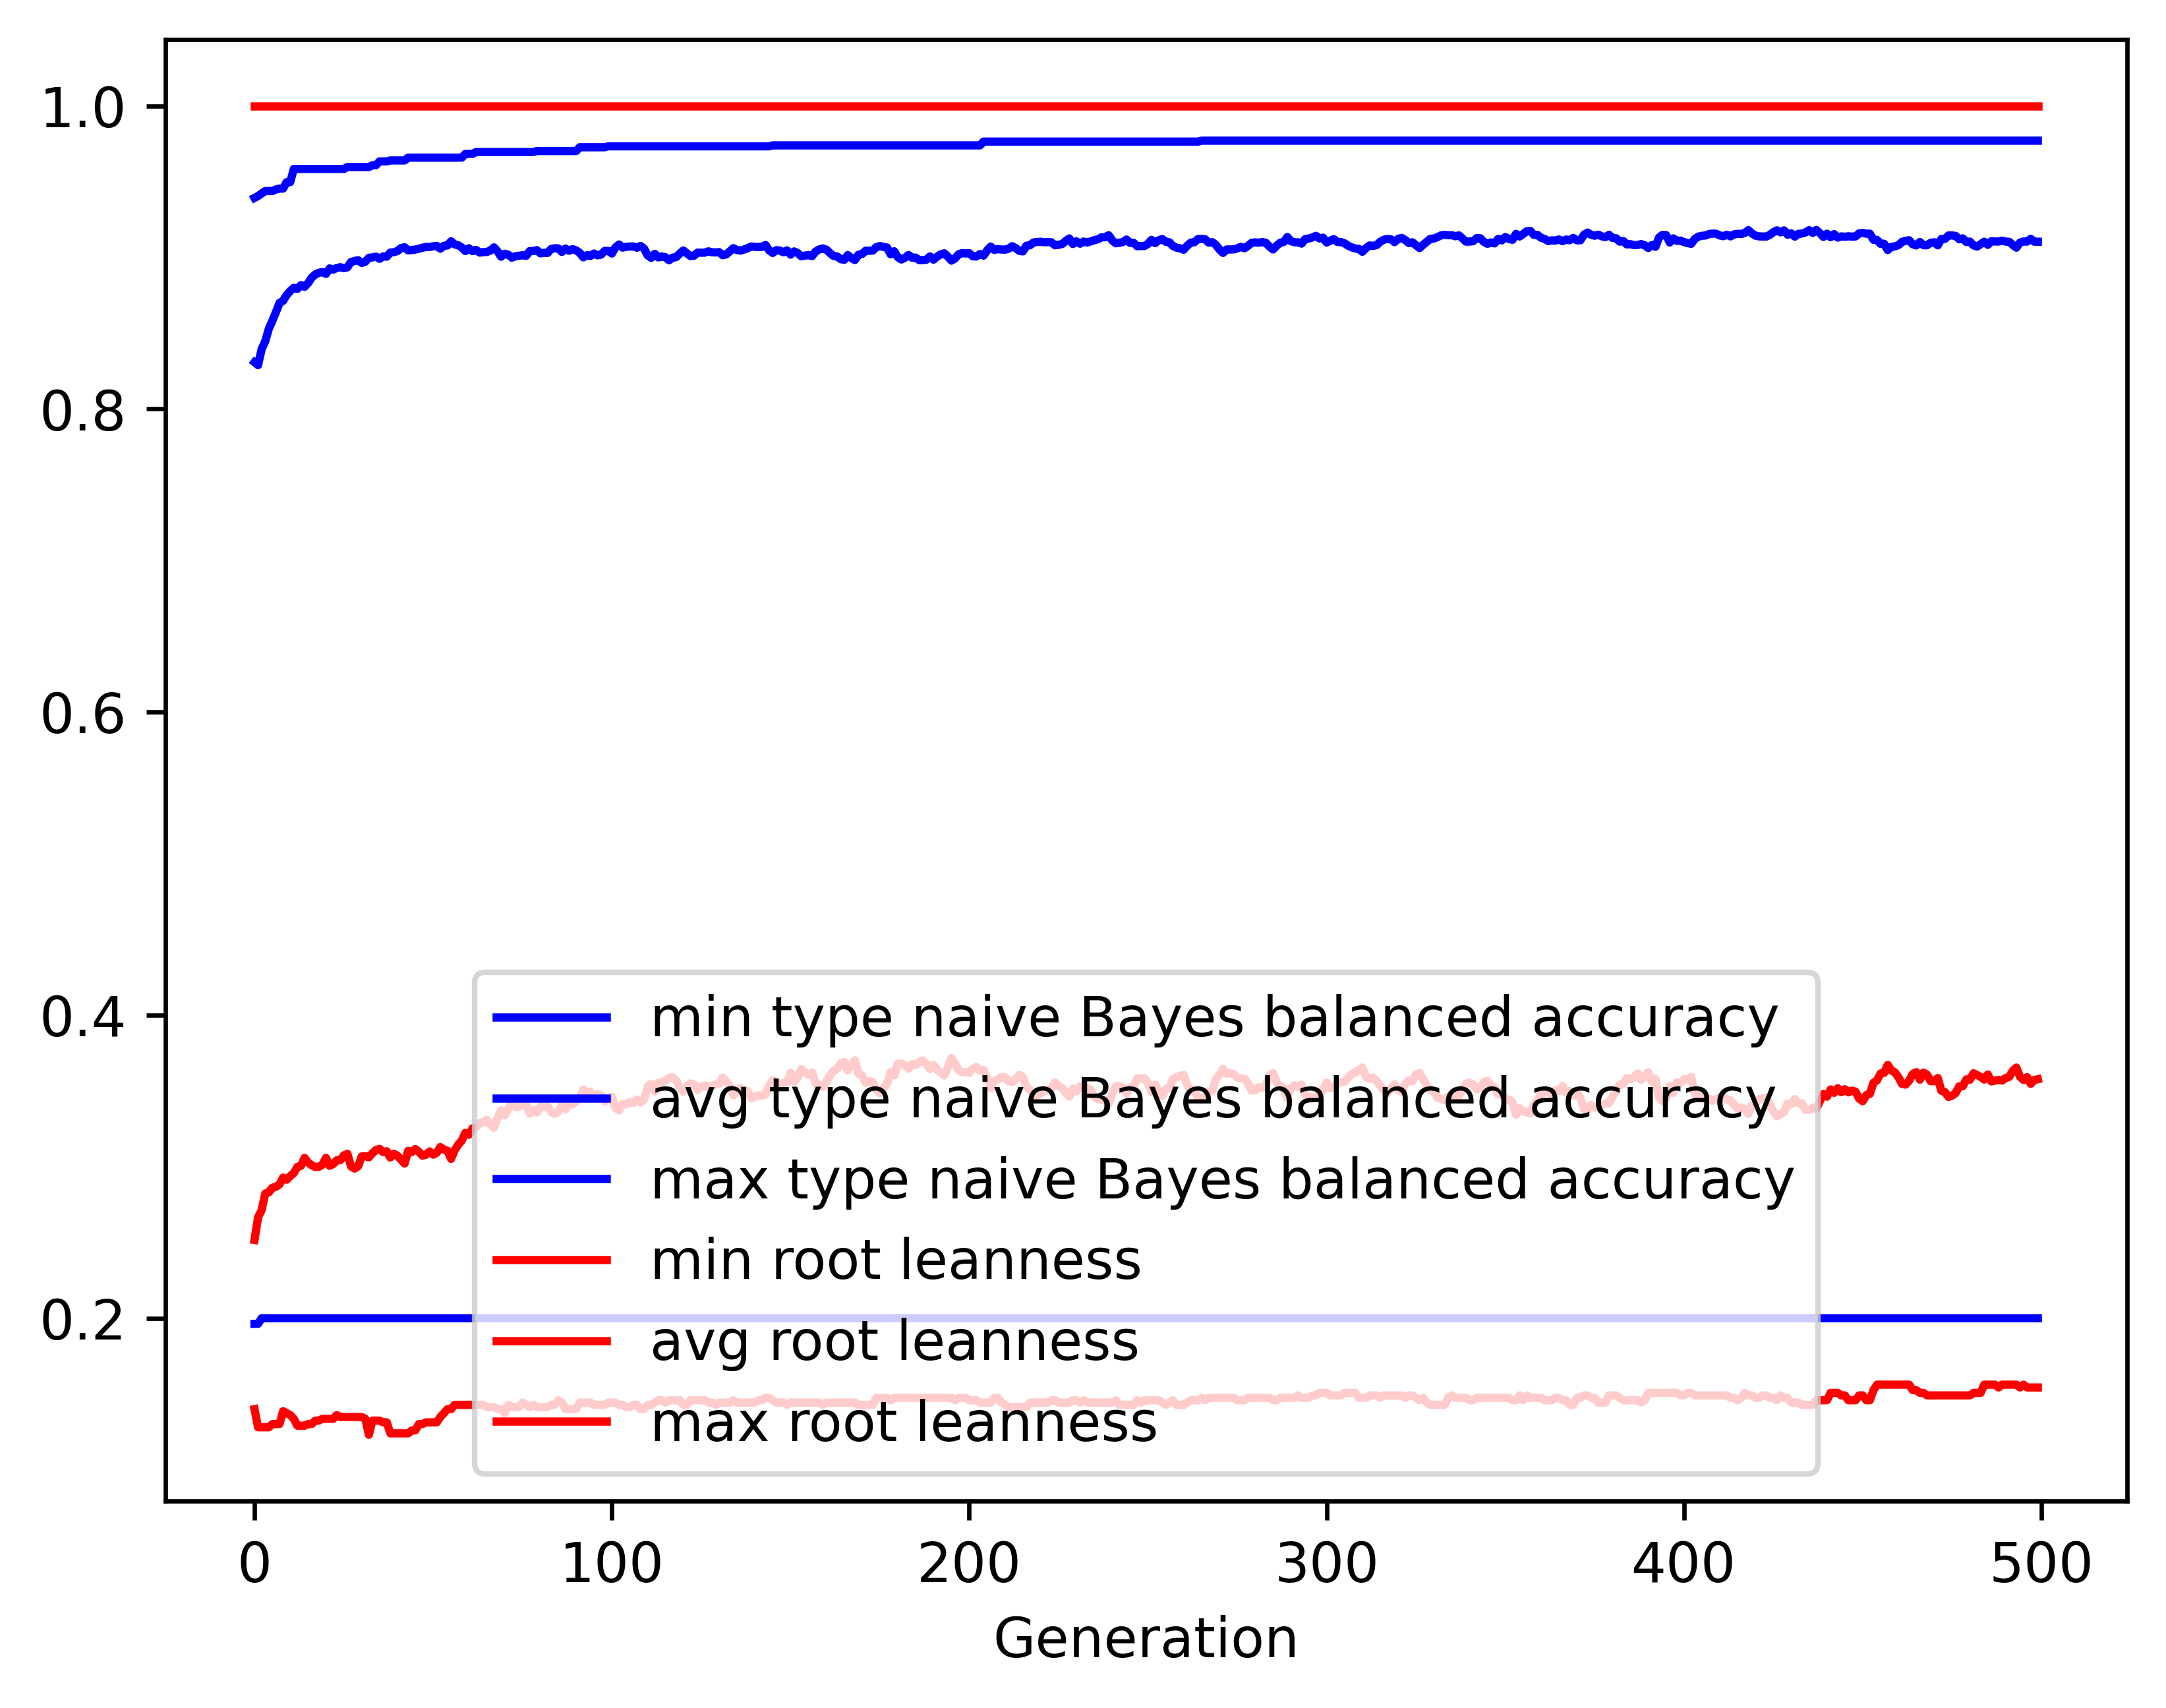 1.0
0.8
0.6
0.4
0.2
min type naive Bayes balanced accuracy
avg type naive Bayes balanced accuracy
max type naive Bayes balanced accuracy
min root leanness
avg root leanness
max root leanness
0 100 200 300 400 500
Generation